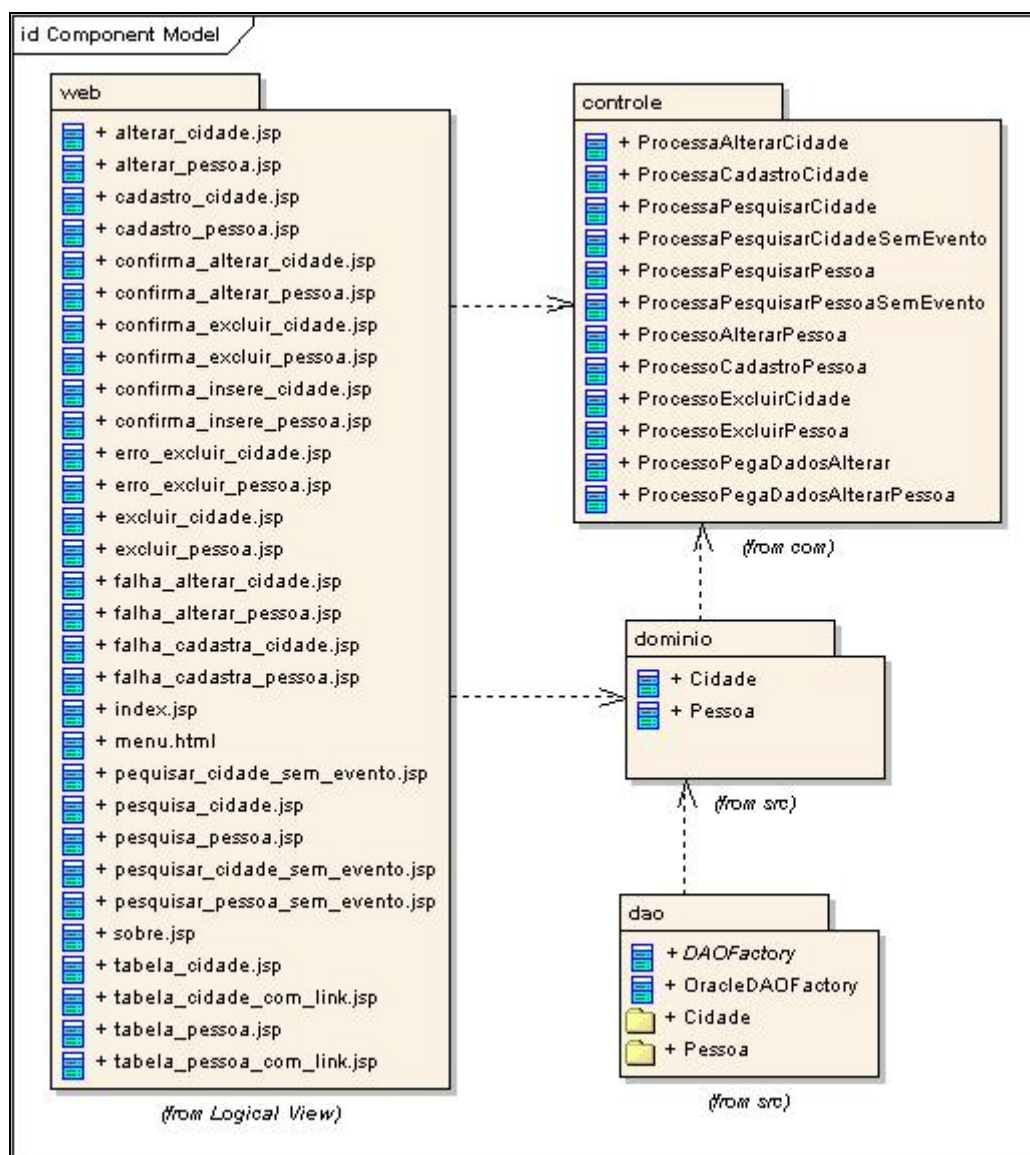 id Component Model
web
+ alterar_cidade.jsp
+ alterar_pessoa.jsp
+ cadastro_cidade.jsp
+ cadastro_pessoa.jsp
+ confirma_alterar_cidade.jsp
+ confirma_alterar_pessoa.jsp
+ confirma_excluir_cidade.jsp
+ confirma_excluir_pessoa.jsp
+ confirma_insere_cidade.jsp
+ confirma_insere_pessoa.jsp
+ erro_excluir_cidade.jsp
+ erro_excluir_pessoa.jsp
+ excluir_cidade.jsp
+ excluir_pessoa.jsp
+ falha_alterar_cidade.jsp
+ falha_alterar_pessoa.jsp
+ falha_cadastra_cidade.jsp
+ falha_cadastra_pessoa.jsp
+ index.jsp
+ menu.html
+ pequisar_cidade_sem_evento.jsp
+ pesquisa_cidade.jsp
+ pesquisa_pessoa.jsp
+ pesquisar_cidade_sem_evento.jsp
+ pesquisar_pessoa_sem_evento.jsp
+ sobre.jsp
+ tabela_cidade.jsp
+ tabela_cidade_com_link.jsp
+ tabela_pessoa.jsp
+ tabela_pessoa_com_link.jsp
(from Logical View)
controle
+ ProcessaAlterarCidade
+ ProcessaCadastroCidade
+ ProcessaPesquisarCidade
+ ProcessaPesquisarCidadeSemEvento
+ ProcessaPesquisarPessoa
+ ProcessaPesquisarPessoaSemEvento
+ ProcessoAlterarPessoa
+ ProcessoCadastroPessoa
+ ProcessoExcluirCidade
+ ProcessoExcluirPessoa
+ ProcessoPegaDadosAlterar
+ ProcessoPegaDadosAlterarPessoa
(from com)
dominio
+ Cidade
+ Pessoa
(from src)
dao
+ DAOFactory
+ OracleDAOFactory
+ Cidade
+ Pessoa
(from src)